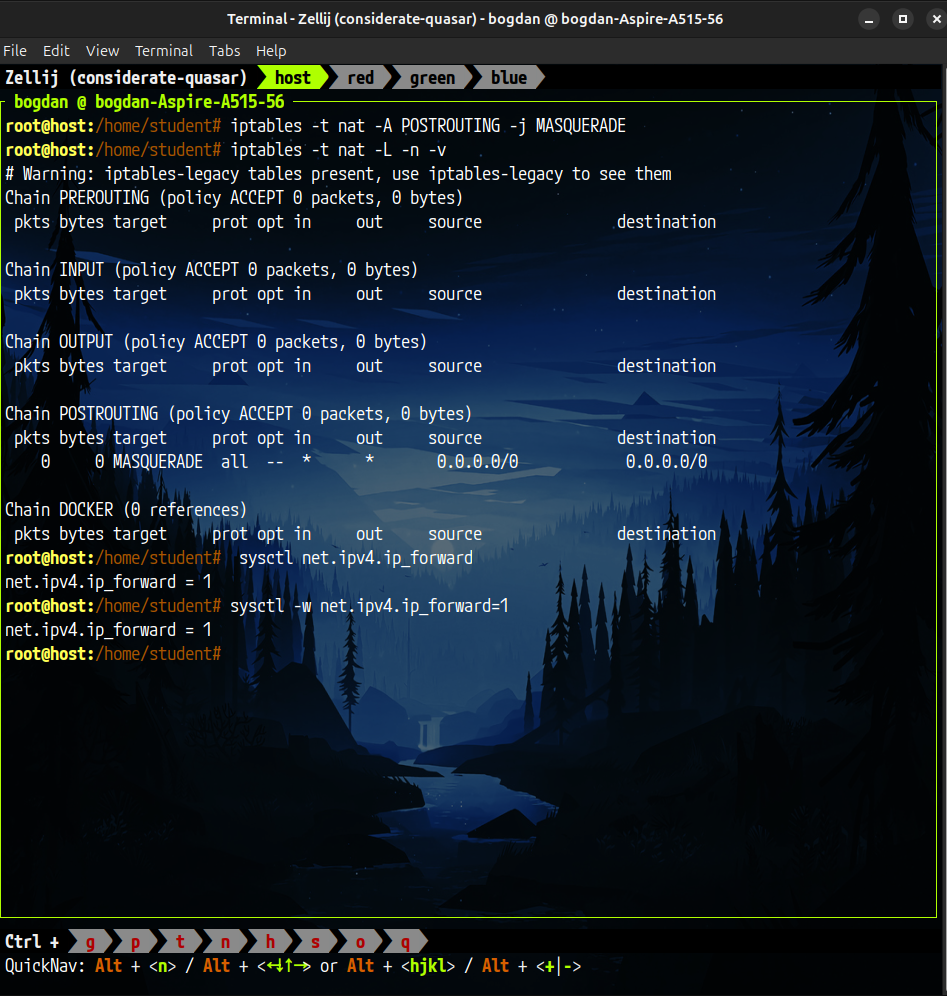 Terminal - Zellij (considerate-quasar) - bogdan @ bogdan-Aspire-A515-56
File Edit View Terminal Tabs Help
Zellij (considerate-quasar) host red green blue
bogdan @ bogdan-Aspire-A515-56
root@host:/home/student# iptables -t nat -A POSTROUTING -j MASQUERADE
root@host:/home/student# iptables -t nat -L -n -v
# Warning: iptables-legacy tables present, use iptables-legacy to see them
Chain PREROUTING (policy ACCEPT 0 packets, 0 bytes)
pkts bytes target prot opt in out source destination
Chain INPUT (policy ACCEPT 0 packets, 0 bytes)
pkts bytes target prot opt in out source destination
Chain OUTPUT (policy ACCEPT 0 packets, 0 bytes)
pkts bytes target prot opt in out source destination
Chain POSTROUTING (policy ACCEPT 0 packets, 0 bytes)
pkts bytes target prot opt in out source destination
0 0 MASQUERADE all -- * * 0.0.0.0/0 0.0.0.0/0
Chain DOCKER (0 references)
pkts bytes target prot opt in out source destination
root@host:/home/student# sysctl net.ipv4.ip_forward
net.ipv4.ip_forward = 1
root@host:/home/student# sysctl -w net.ipv4.ip_forward=1
net.ipv4.ip_forward = 1
root@host:/home/student#
Ctrl + g p t n h s o q
QuickNav: Alt + <n> / Alt + <←↓↑→> or Alt + <hjkl> / Alt + <+|->